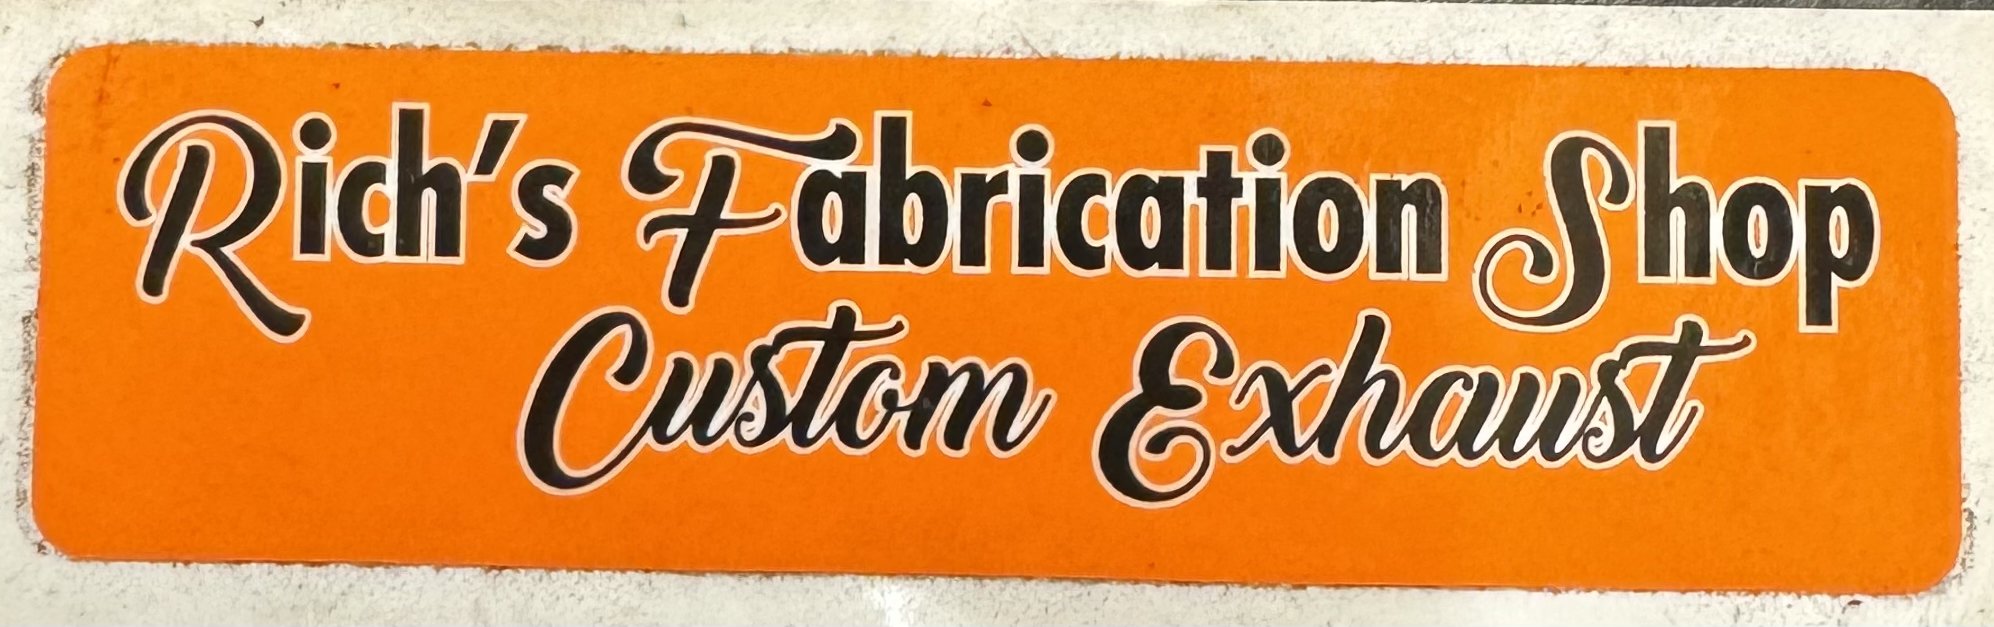 Rich's Fabrication Shop
Custom Exhaust